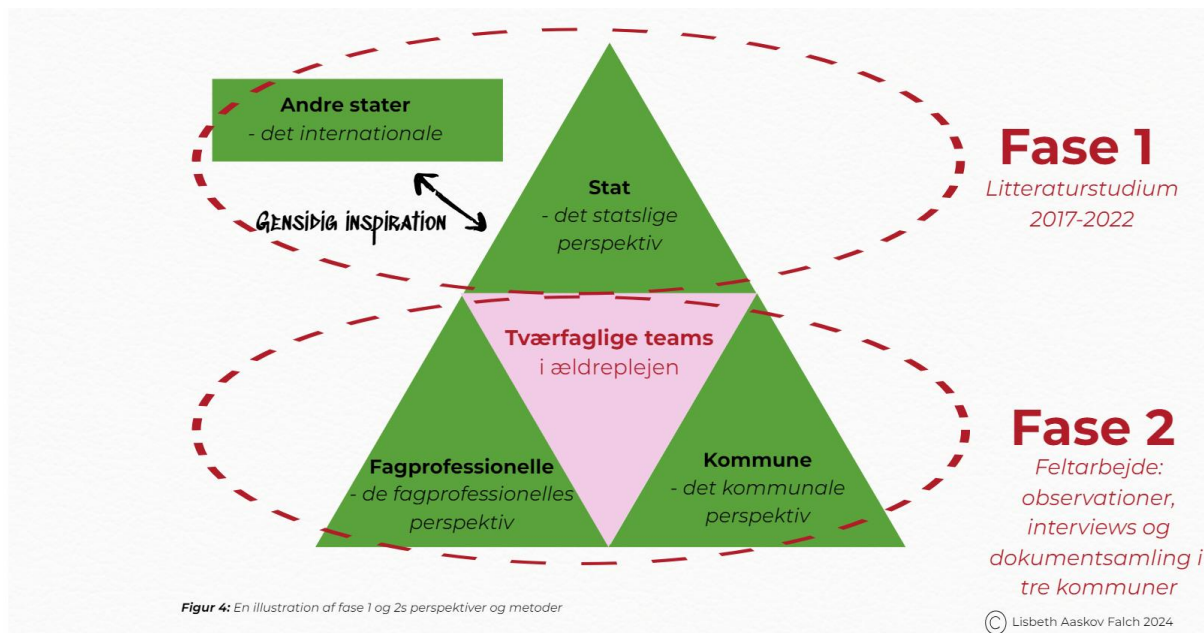 Andre stater
- det internationale
Gensidig inspiration
Stat
- det statslige
perspektiv
Fase 1
Litteraturstudium
2017-2022
Tværfaglige teams
i ældreplejen
Fagprofessionelle
- de fagprofessionelles
perspektiv
Kommune
- det kommunale
perspektiv
Fase 2
Feltarbejde:
observationer,
interviews og
dokumentsamling i
tre kommuner
Figur 4: En illustration af fase 1 og 2s perspektiver og metoder
© Lisbeth Aaskov Falch 2024